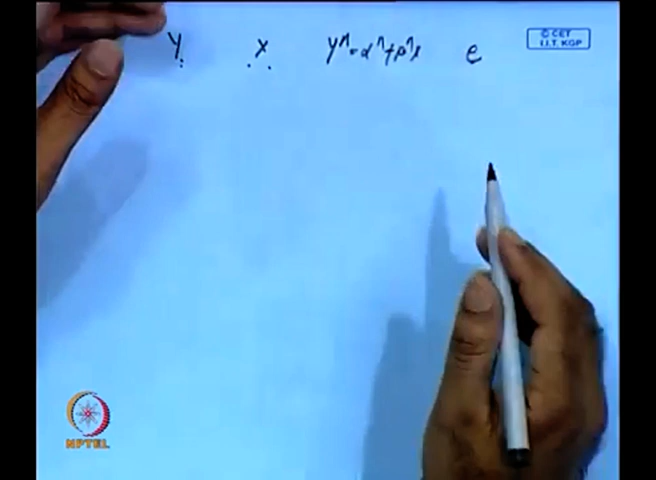 Y X Y^=α^+β^x e
© CET
I.I.T. KGP
NPTEL